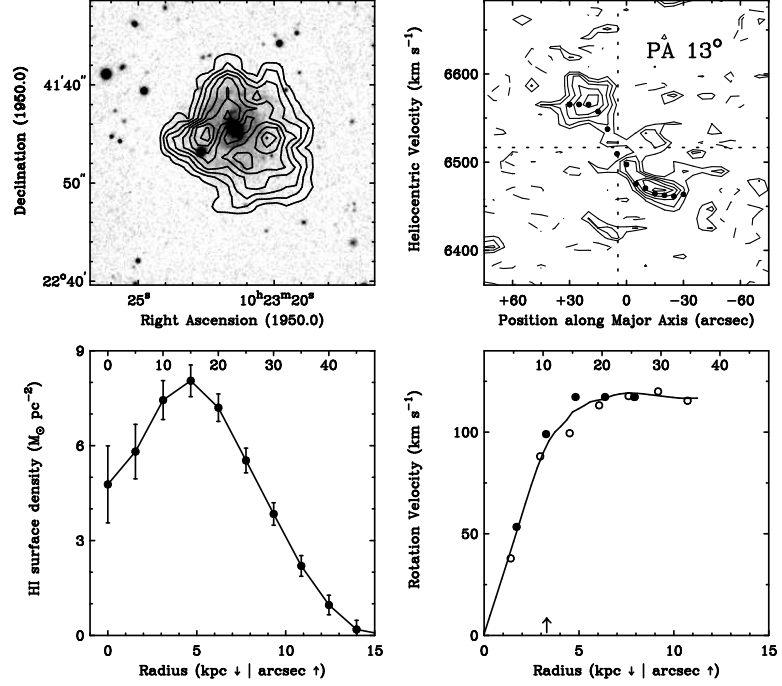 Declination (1950.0)
41′40″
50″
22°40′
25ˢ
10ʰ23ᵐ20ˢ
Right Ascension (1950.0)
Heliocentric Velocity (km s⁻¹)
PA 13°
6600
6500
6400
+60
+30
0
−30
−60
Position along Major Axis (arcsec)
HI surface density (M⊙ pc⁻²)
0 10 20 30 40
9
6
3
0
0 5 10 15
Radius (kpc ↓ | arcsec ↑)
Rotation Velocity (km s⁻¹)
0 10 20 30 40
100
50
0
0 5 10 15
Radius (kpc ↓ | arcsec ↑)